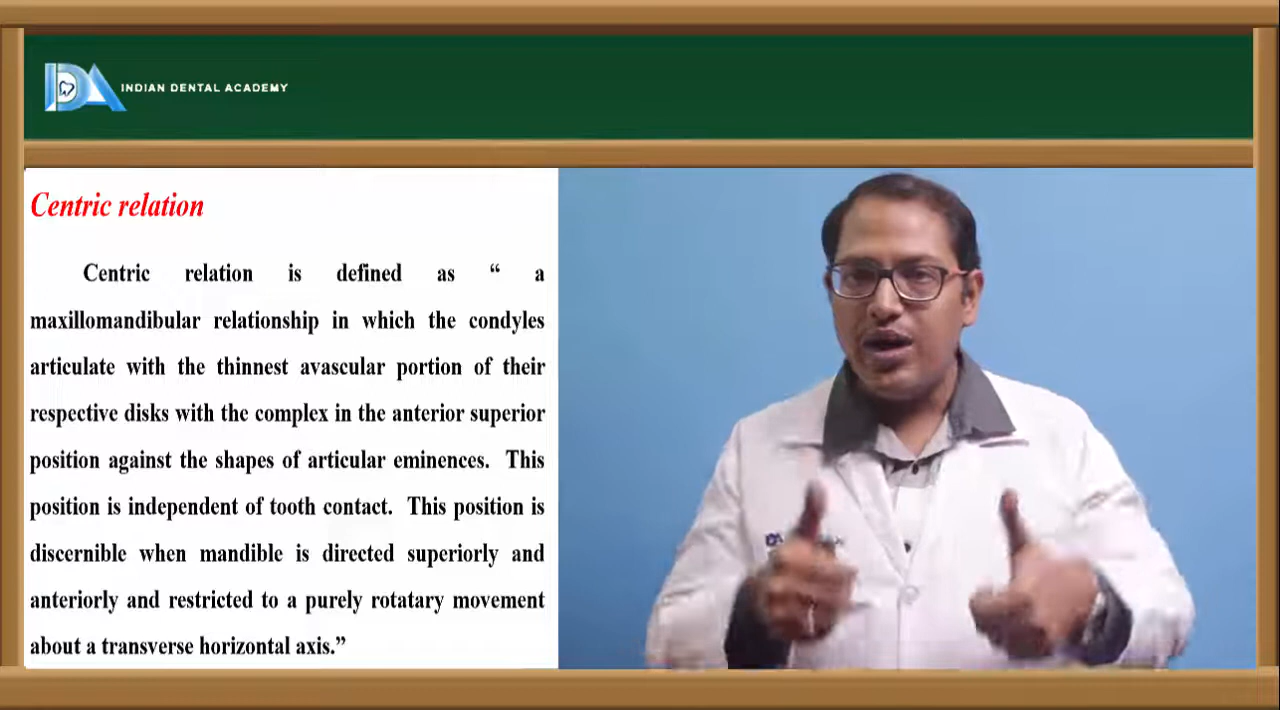 INDIAN DENTAL ACADEMY
Centric relation
Centric relation is defined as “ a
maxillomandibular relationship in which the condyles
articulate with the thinnest avascular portion of their
respective disks with the complex in the anterior superior
position against the shapes of articular eminences. This
position is independent of tooth contact. This position is
discernible when mandible is directed superiorly and
anteriorly and restricted to a purely rotatary movement
about a transverse horizontal axis.”